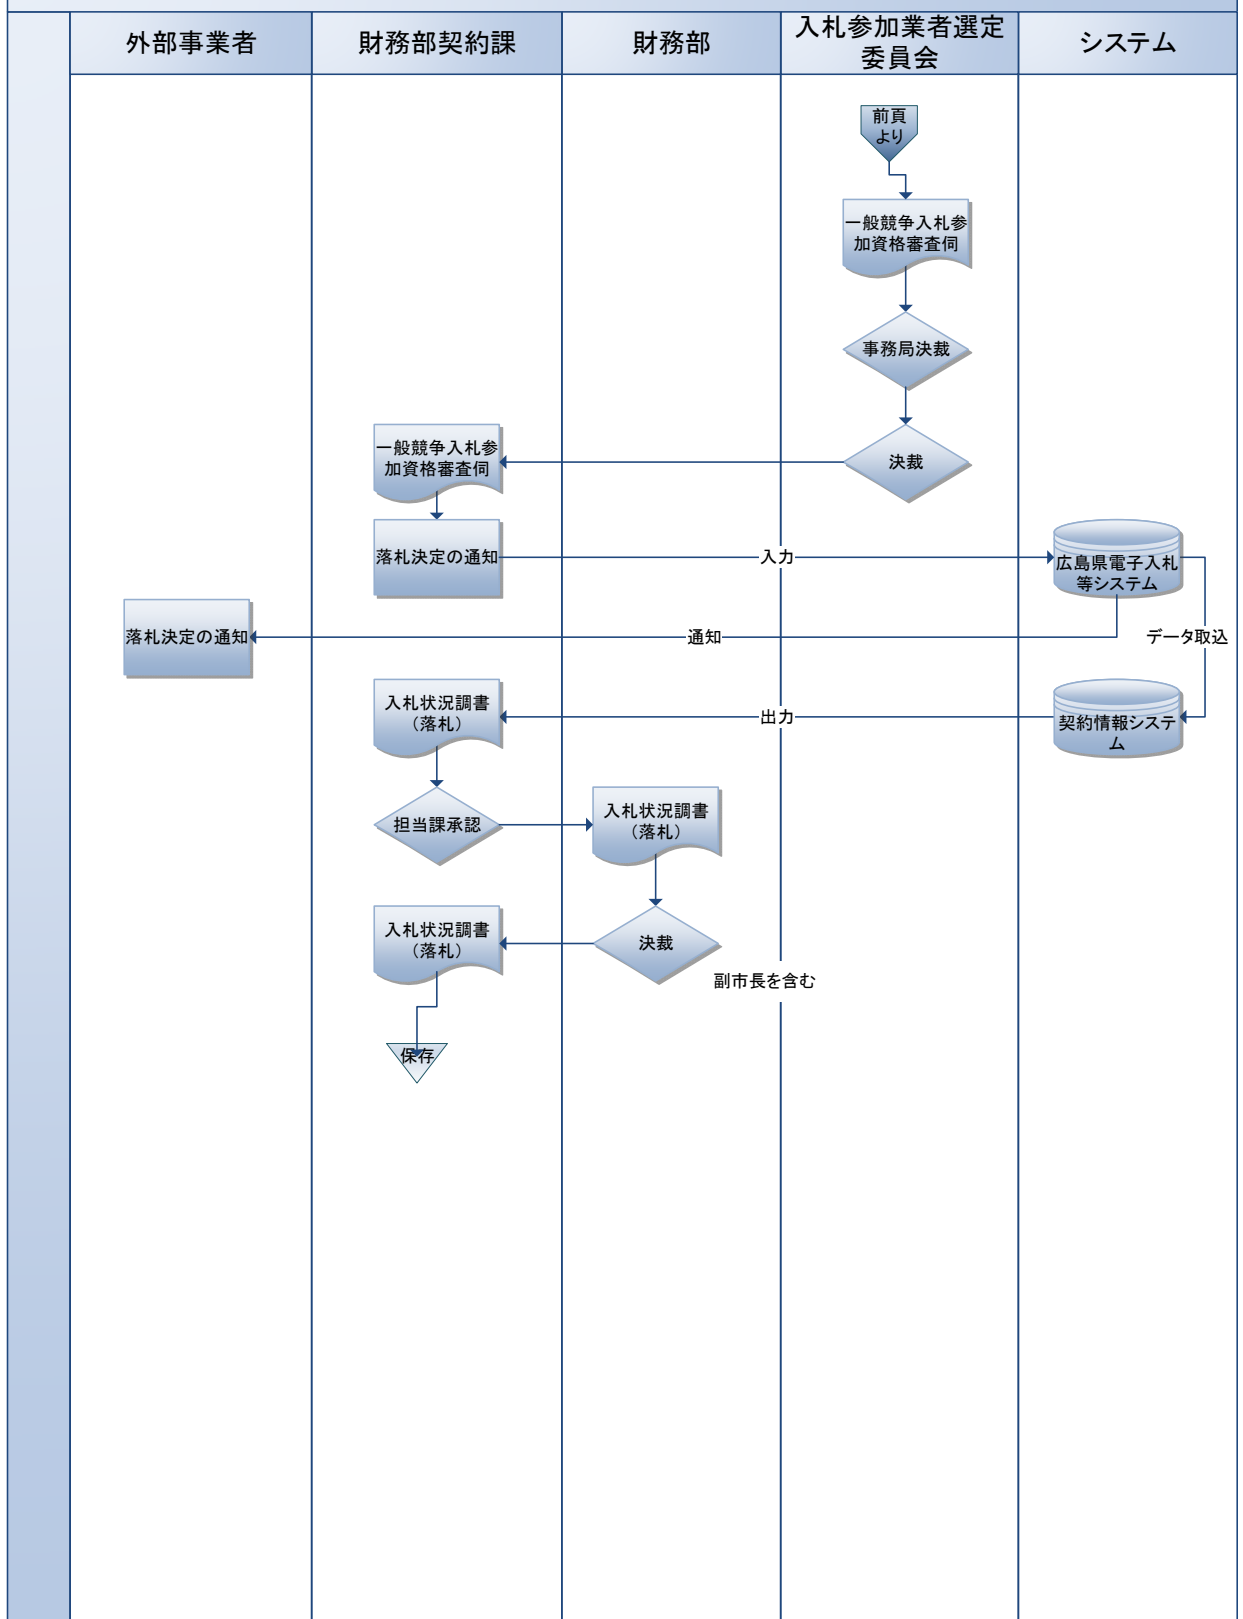 外部事業者
財務部契約課
財務部
入札参加業者選定
委員会
システム
前頁
より
一般競争入札参
加資格審査伺
事務局決裁
決裁
一般競争入札参
加資格審査伺
落札決定の通知
入力
広島県電子入札
等システム
落札決定の通知
通知
データ取込
入札状況調書
（落札）
出力
契約情報システ
ム
担当課承認
入札状況調書
（落札）
入札状況調書
（落札）
決裁
副市長を含む
保存